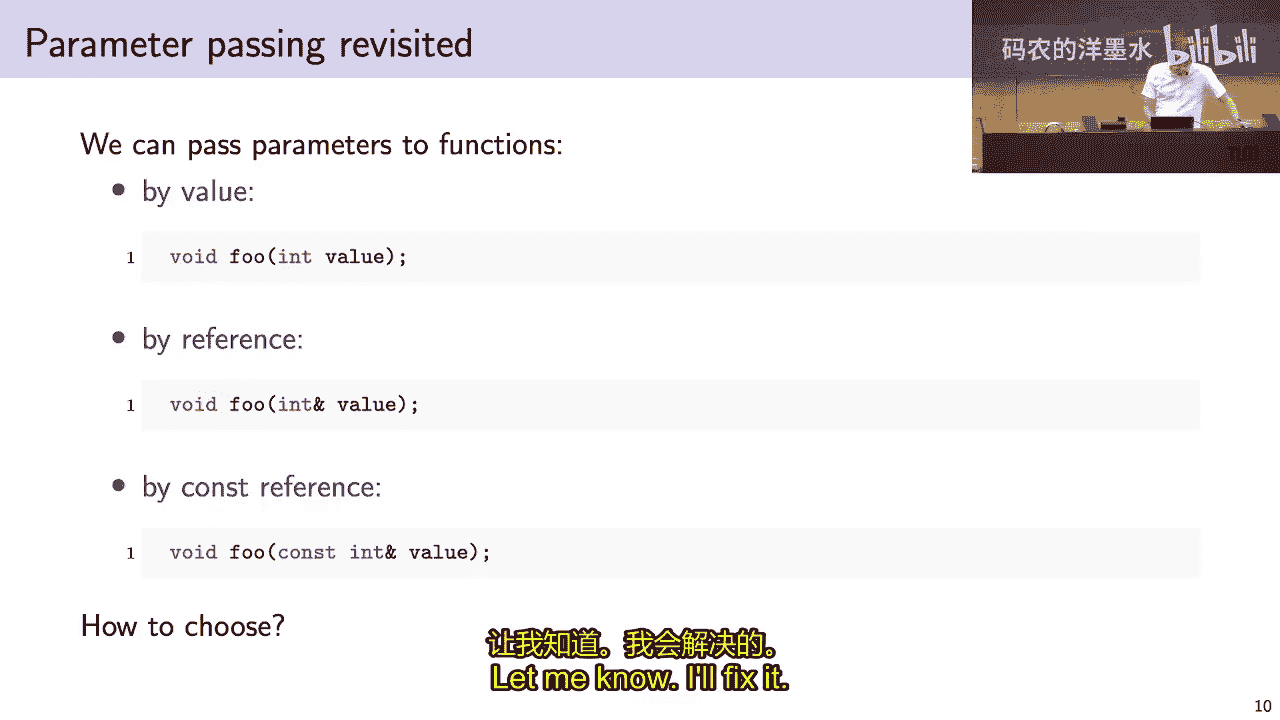 Parameter passing revisited
码农的洋墨水 bilibili
We can pass parameters to functions:
• by value:
1 void foo(int value);
• by reference:
1 void foo(int& value);
• by const reference:
1 void foo(const int& value);
How to choose?
让我知道。我会解决的。
Let me know. I'll fix it.
10